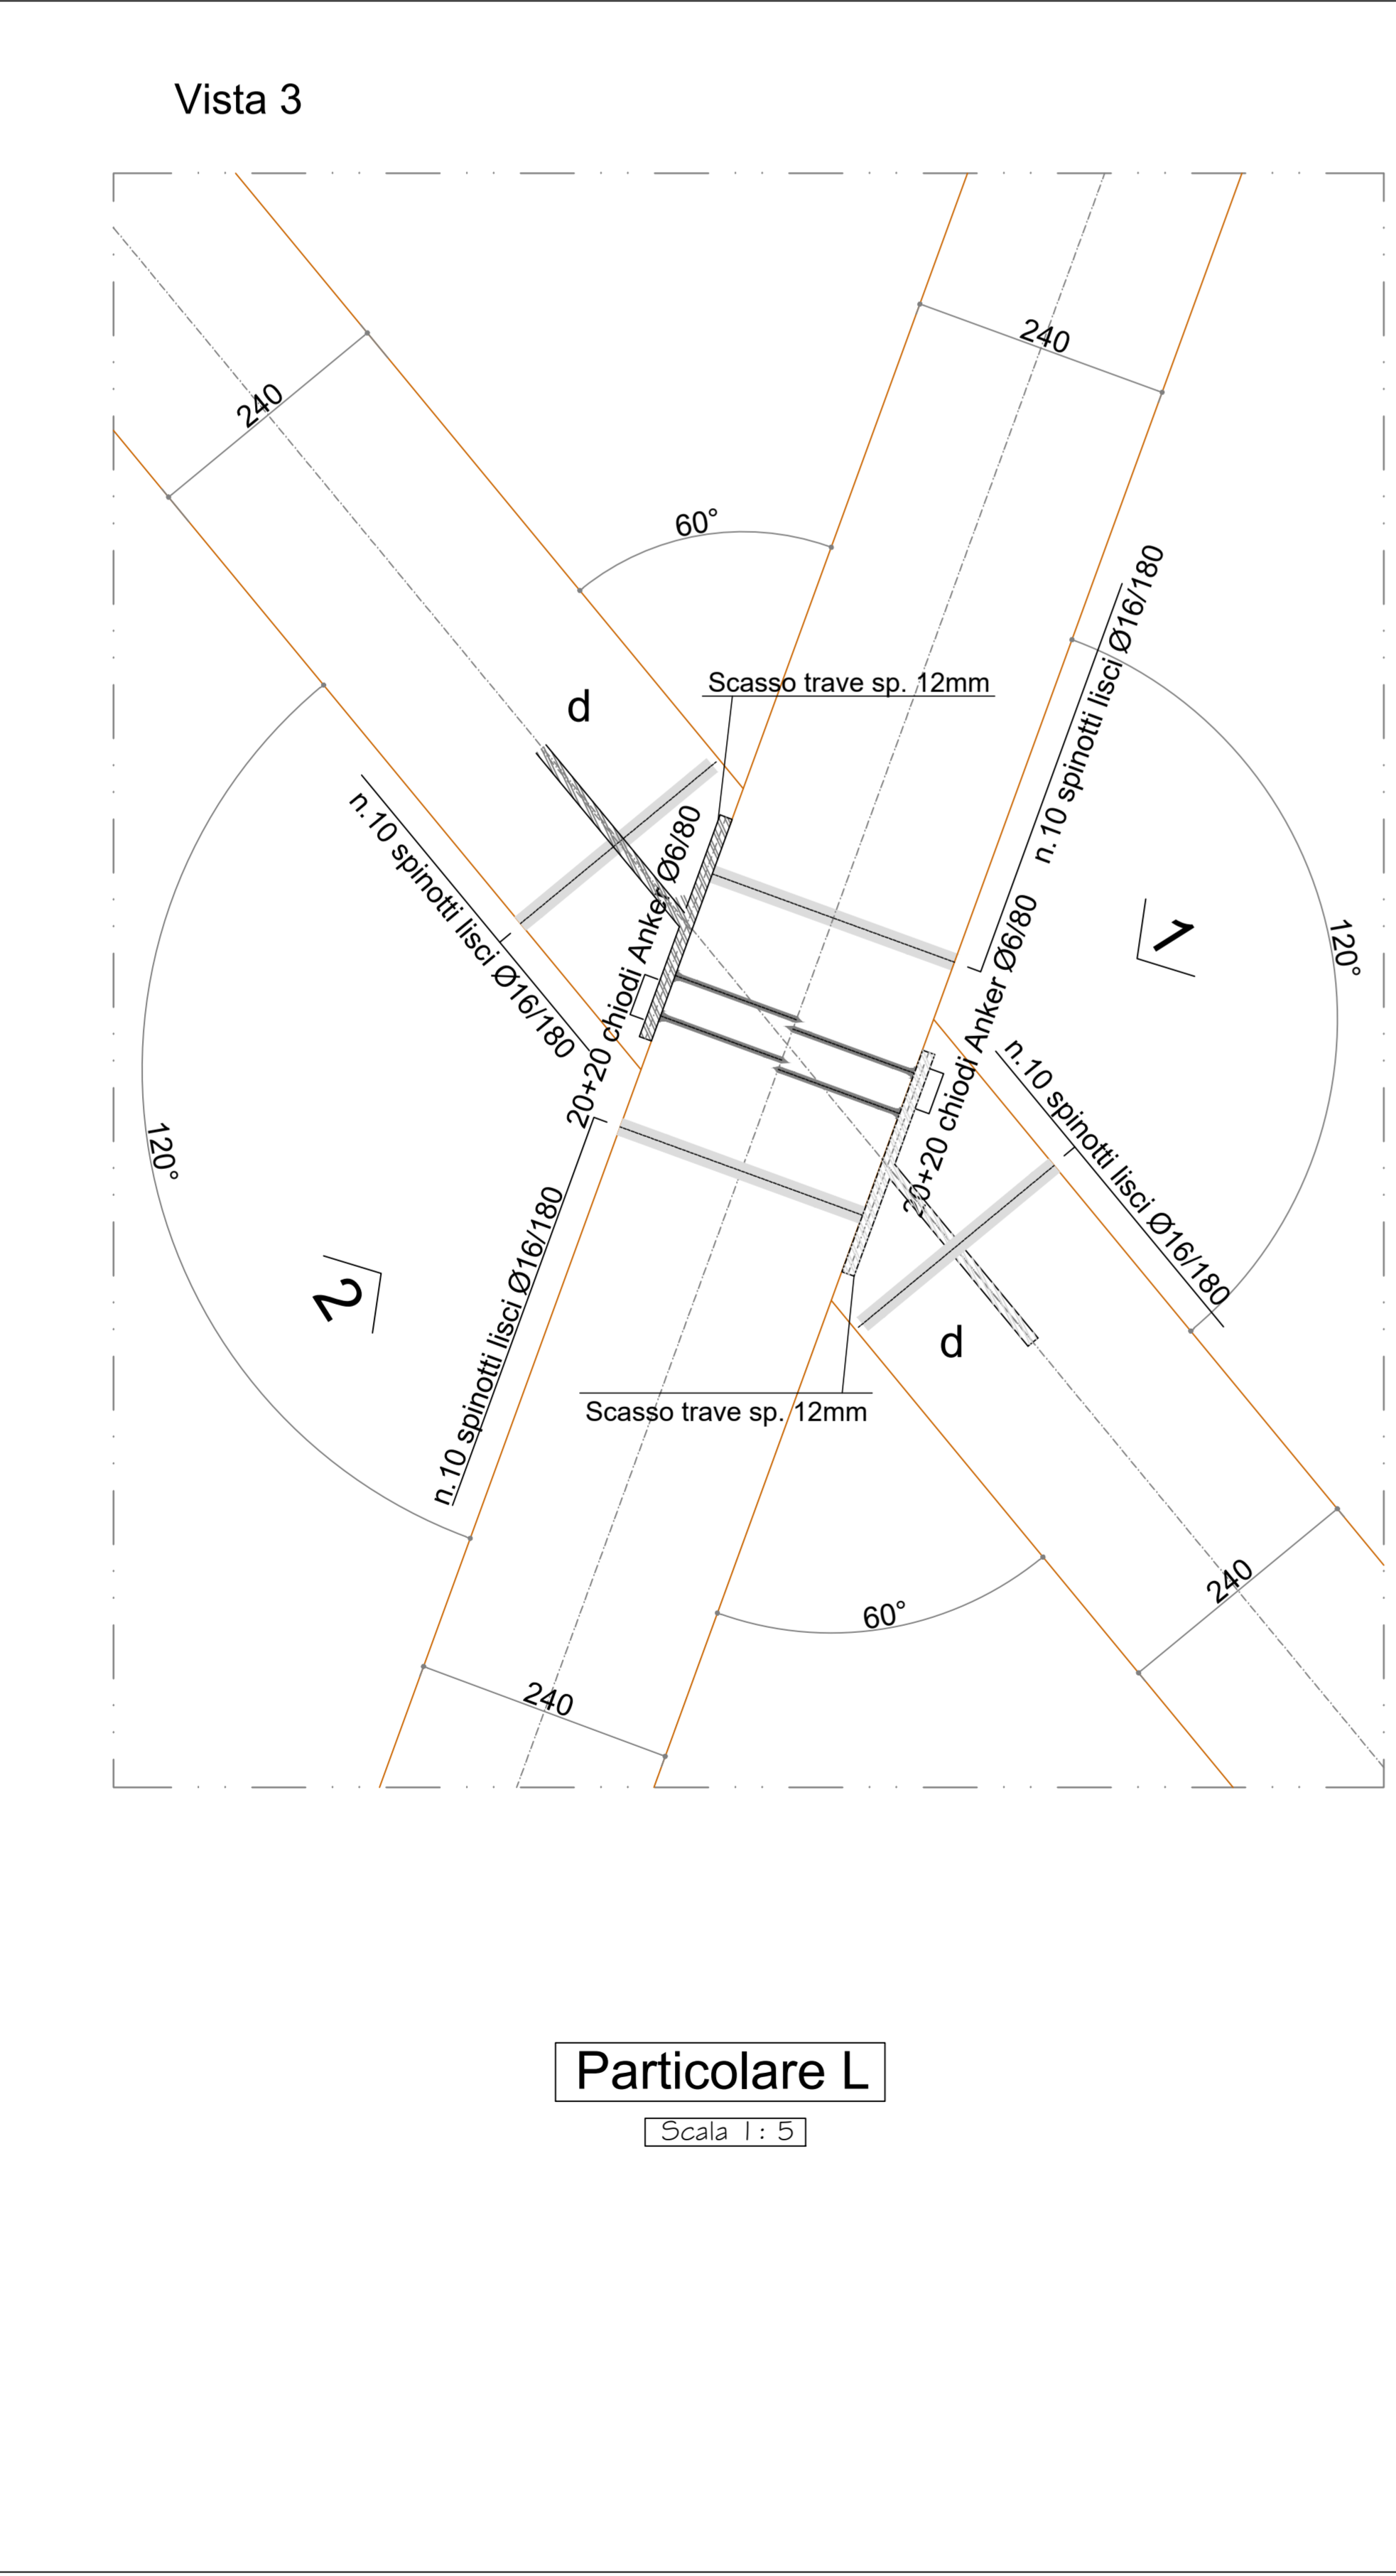 Vista 3
240
240
60°
n. 10 spinotti lisci Ø16/180
Scasso trave sp. 12mm
d
n. 10 spinotti lisci Ø16/180
20+20 chiodi Anker Ø6/80
20+20 chiodi Anker Ø6/80
1
120°
n. 10 spinotti lisci Ø16/180
120°
n. 10 spinotti lisci Ø16/180
2
d
Scasso trave sp. 12mm
240
60°
240
Particolare L
Scala 1: 5